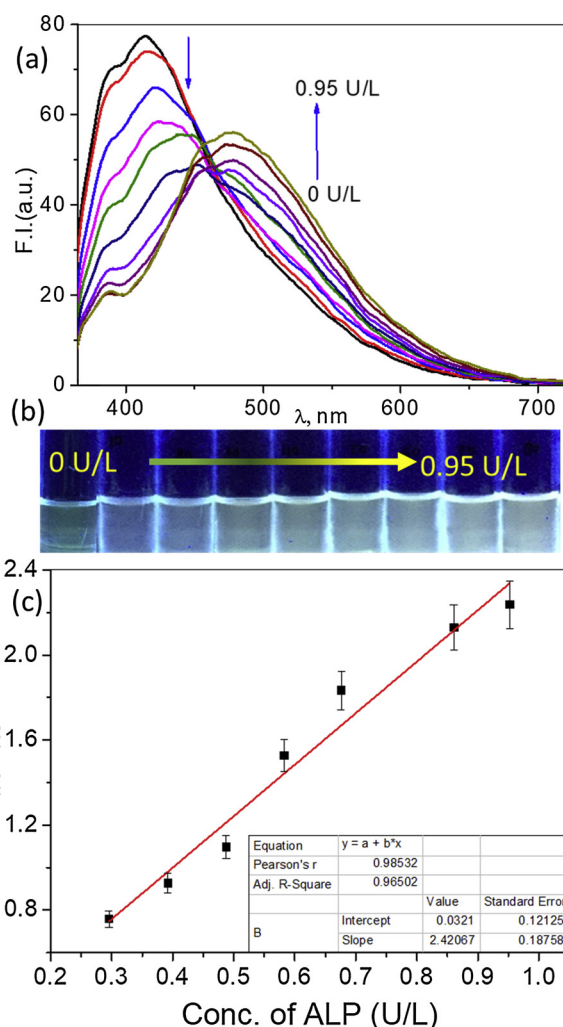 (a)
80
60
40
20
0
F.I.(a.u.)
0.95 U/L
0 U/L
400 500 600 700
λ, nm
(b)
0 U/L 0.95 U/L
(c)
2.4
2.0
1.6
1.2
0.8
Equation y = a + b*x
Pearson's r 0.98532
Adj. R-Square 0.96502
Value Standard Error
B Intercept 0.0321 0.12125
Slope 2.42067 0.18758
0.2 0.3 0.4 0.5 0.6 0.7 0.8 0.9 1.0
Conc. of ALP (U/L)